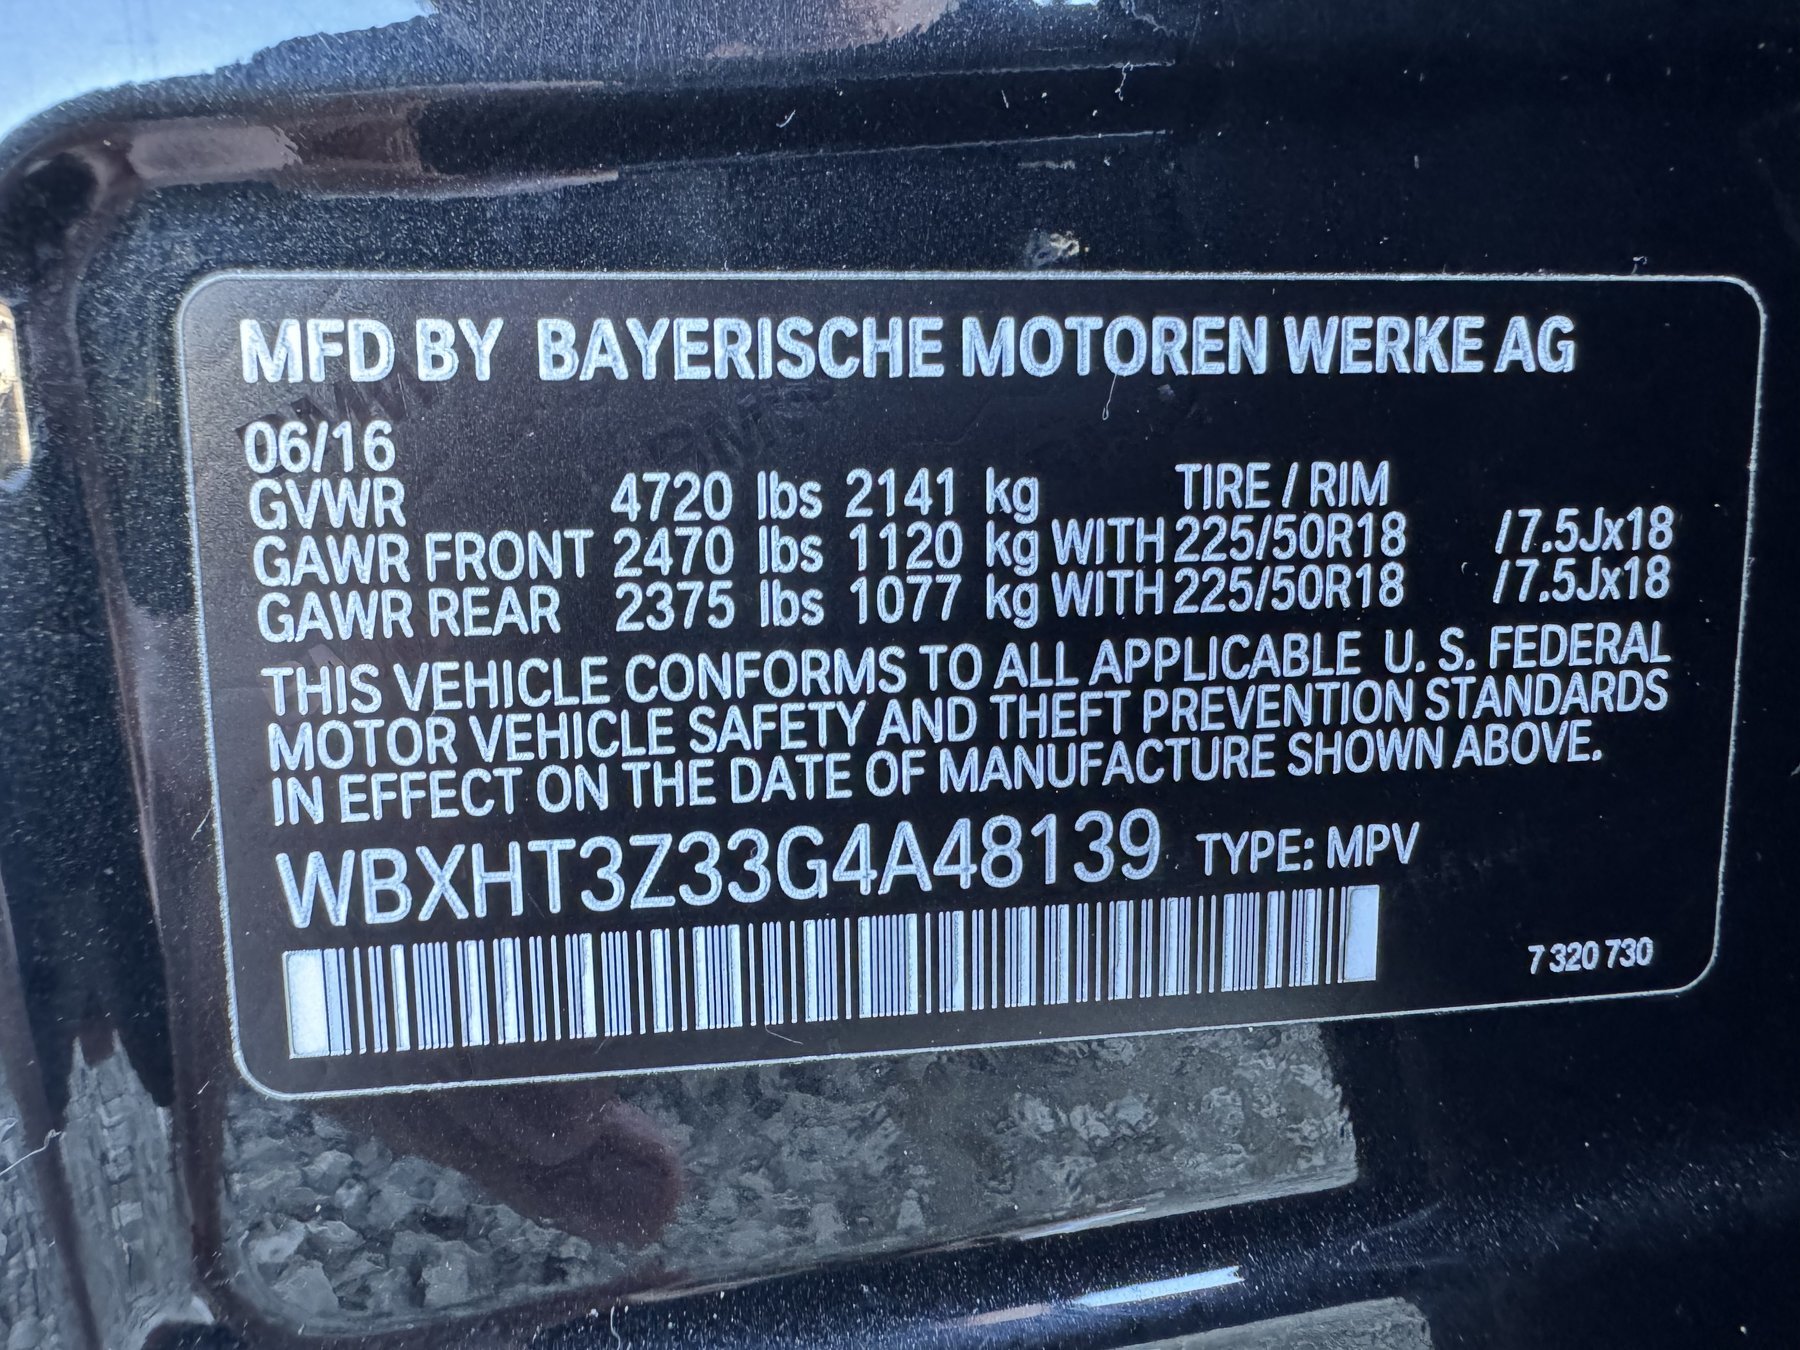 MFD BY BAYERISCHE MOTOREN WERKE AG
06/16
GVWR 4720 lbs 2141 kg TIRE / RIM
GAWR FRONT 2470 lbs 1120 kg WITH 225/50R18 /7.5Jx18
GAWR REAR 2375 lbs 1077 kg WITH 225/50R18 /7.5Jx18
THIS VEHICLE CONFORMS TO ALL APPLICABLE U. S. FEDERAL
MOTOR VEHICLE SAFETY AND THEFT PREVENTION STANDARDS
IN EFFECT ON THE DATE OF MANUFACTURE SHOWN ABOVE.
WBXHT3Z33G4A48139 TYPE: MPV
7 320 730